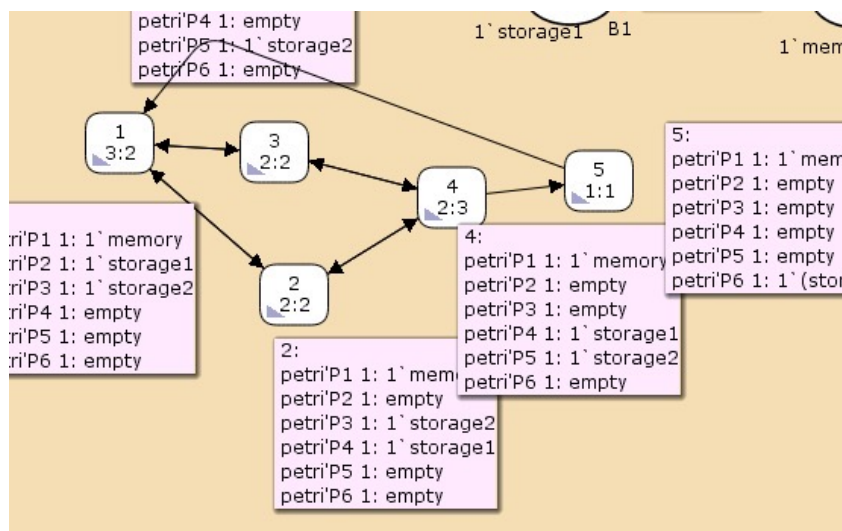 petri'P4 1: empty
petri'P5 1: 1`storage2
petri'P6 1: empty
1`storage1
B1
1`mem
1
3:2
3
2:2
4
2:3
5
1:1
2
2:2
5:
petri'P1 1: 1`mem
petri'P2 1: empty
petri'P3 1: empty
petri'P4 1: empty
petri'P5 1: empty
petri'P6 1: 1`(stor
tri'P1 1: 1`memory
tri'P2 1: 1`storage1
tri'P3 1: 1`storage2
tri'P4 1: empty
tri'P5 1: empty
tri'P6 1: empty
4:
petri'P1 1: 1`memory
petri'P2 1: empty
petri'P3 1: empty
petri'P4 1: 1`storage1
petri'P5 1: 1`storage2
petri'P6 1: empty
2:
petri'P1 1: 1`mem
petri'P2 1: empty
petri'P3 1: 1`storage2
petri'P4 1: 1`storage1
petri'P5 1: empty
petri'P6 1: empty